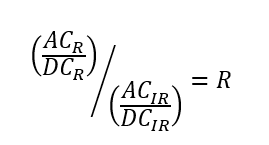 (AC_R/DC_R)/(AC_IR/DC_IR) = R